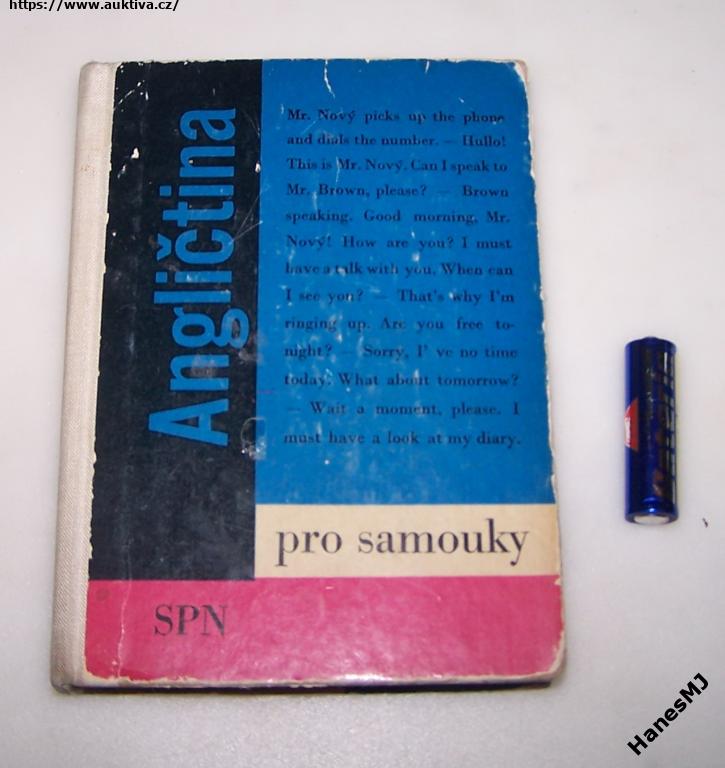 https://www.auktiva.cz/
Angličtina
Mr. Nový picks up the phone
and dials the number. — Hullo!
This is Mr. Nový. Can I speak to
Mr. Brown, please? — Brown
speaking. Good morning, Mr.
Nový! How are you? I must
have a talk with you. When can
I see you? — That's why I'm
ringing up. Are you free to-
night? — Sorry, I' ve no time
today. What about tomorrow?
— Wait a moment, please. I
must have a look at my diary.
pro samouky
SPN
HanesMJ